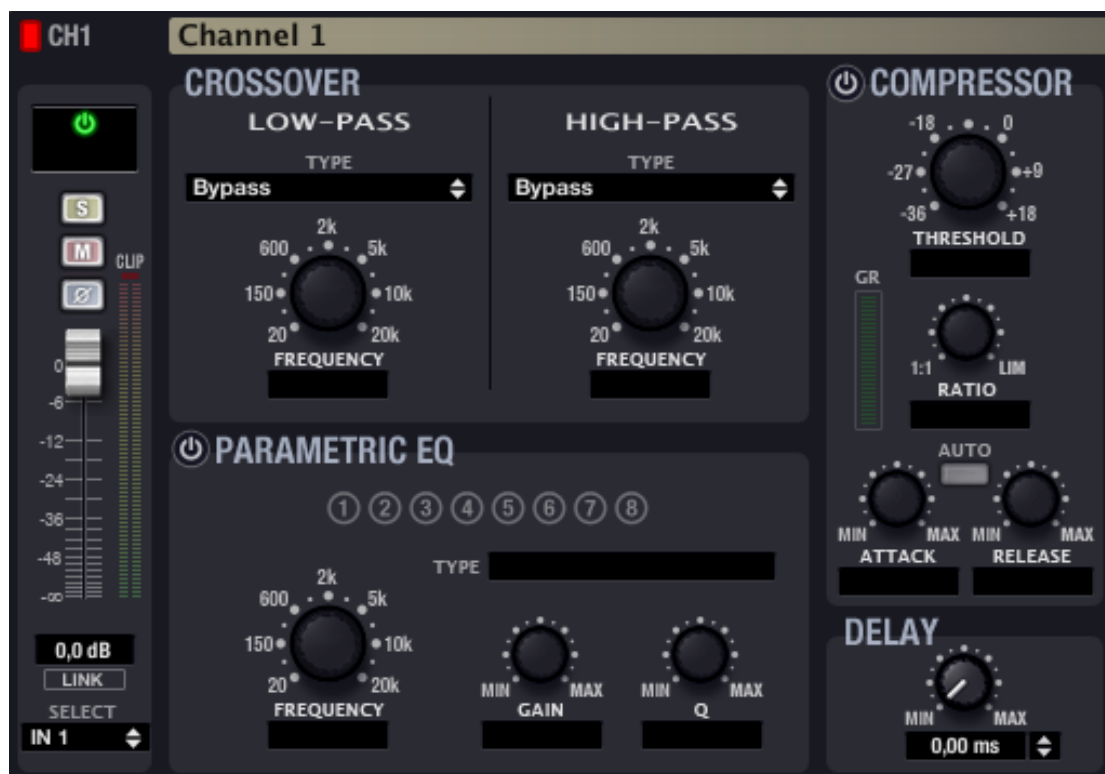 CH1
Channel 1
S
M
Ø
CLIP
0
-6
-12
-24
-36
-48
-∞
0,0 dB
LINK
SELECT
IN 1
CROSSOVER
LOW-PASS
TYPE
Bypass
2k
600 5k
150 10k
20 20k
FREQUENCY
HIGH-PASS
TYPE
Bypass
2k
600 5k
150 10k
20 20k
FREQUENCY
PARAMETRIC EQ
1 2 3 4 5 6 7 8
TYPE
2k
600 5k
150 10k
20 20k
FREQUENCY
MIN MAX
GAIN
MIN MAX
Q
COMPRESSOR
-18 0
-27 +9
-36 +18
THRESHOLD
GR
1:1 LIM
RATIO
AUTO
MIN MAX
ATTACK
MIN MAX
RELEASE
DELAY
MIN MAX
0,00 ms